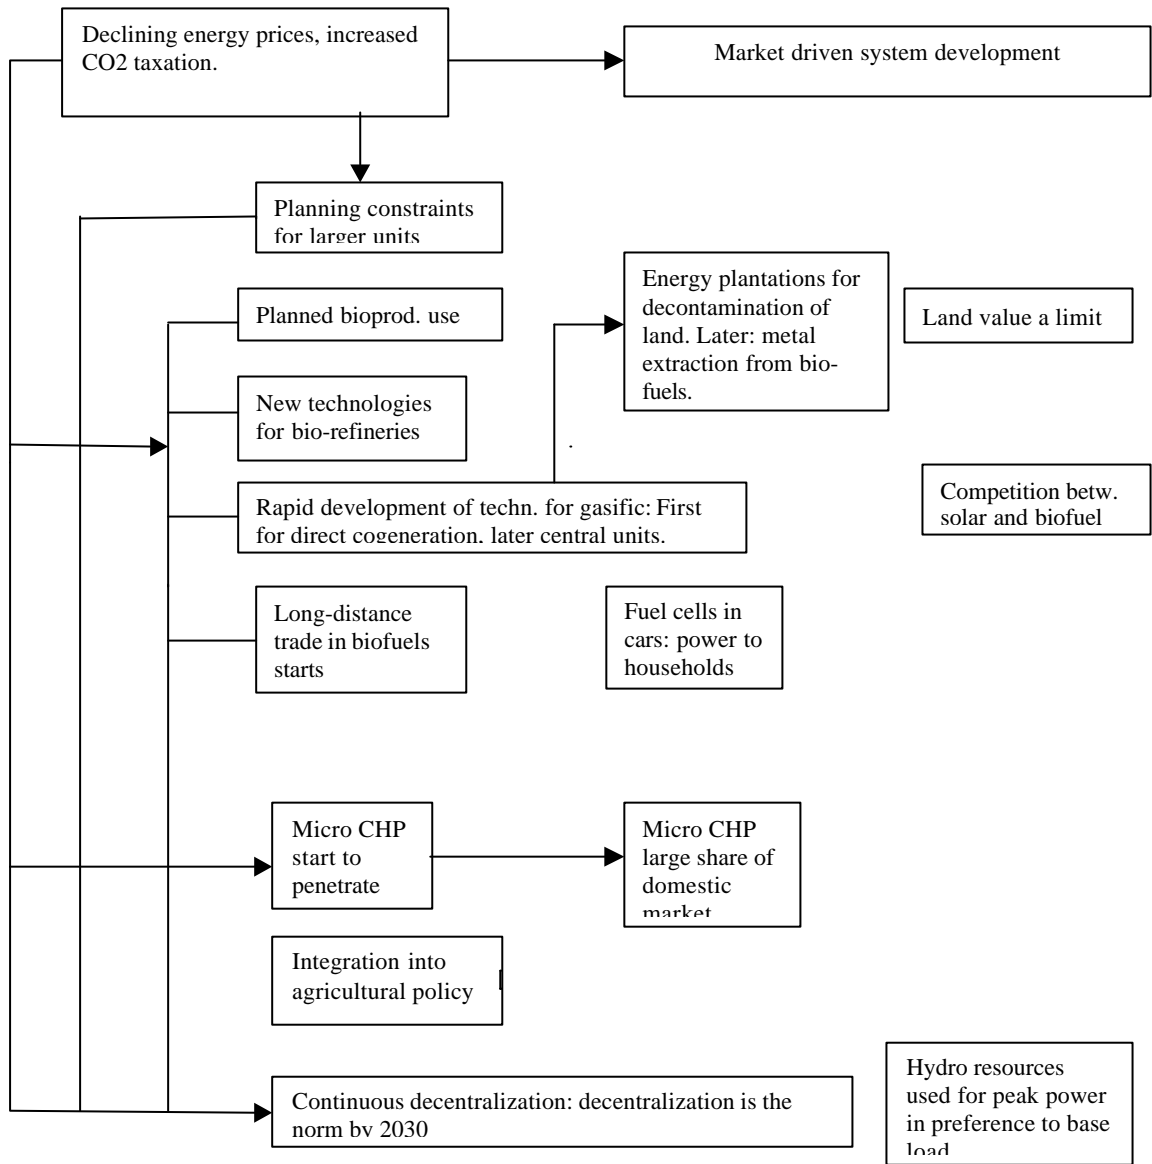 Declining energy prices, increased
CO2 taxation.
Market driven system development
Planning constraints
for larger units
Energy plantations for
decontamination of
land. Later: metal
extraction from bio-
fuels.
Land value a limit
Planned bioprod. use
New technologies
for bio-refineries
Rapid development of techn. for gasific: First
for direct cogeneration, later central units.
Competition betw.
solar and biofuel
Long-distance
trade in biofuels
starts
Fuel cells in
cars: power to
households
Micro CHP
start to
penetrate
Micro CHP
large share of
domestic
market
Integration into
agricultural policy
Continuous decentralization: decentralization is the
norm by 2030
Hydro resources
used for peak power
in preference to base
load